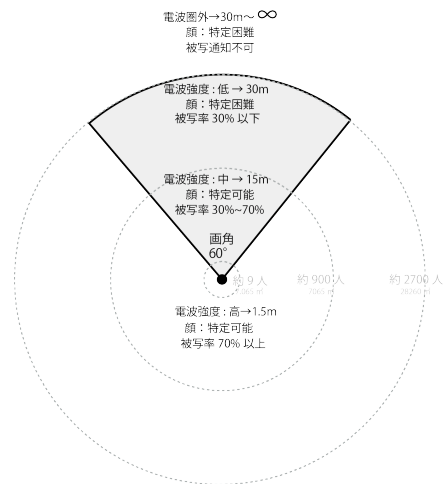 電波圏外→30m〜 ∞
顔：特定困難
被写通知不可
電波強度 : 低 → 30m
顔：特定困難
被写率 30% 以下
電波強度 : 中 → 15m
顔：特定可能
被写率 30%~70%
画角
60°
約 9 人
約 900 人
約 2700 人
電波強度 : 高→1.5m
顔：特定可能
被写率 70% 以上